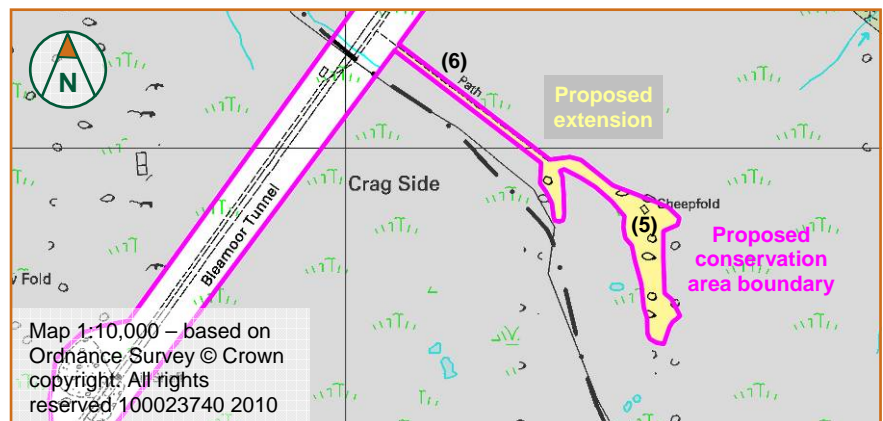 N
(6)
Path
Proposed
extension
Crag Side
Sheepfold
(5)
Bleamoor Tunnel
Proposed
conservation
area boundary
w Fold
Map 1:10,000 – based on
Ordnance Survey © Crown
copyright. All rights
reserved 100023740 2010